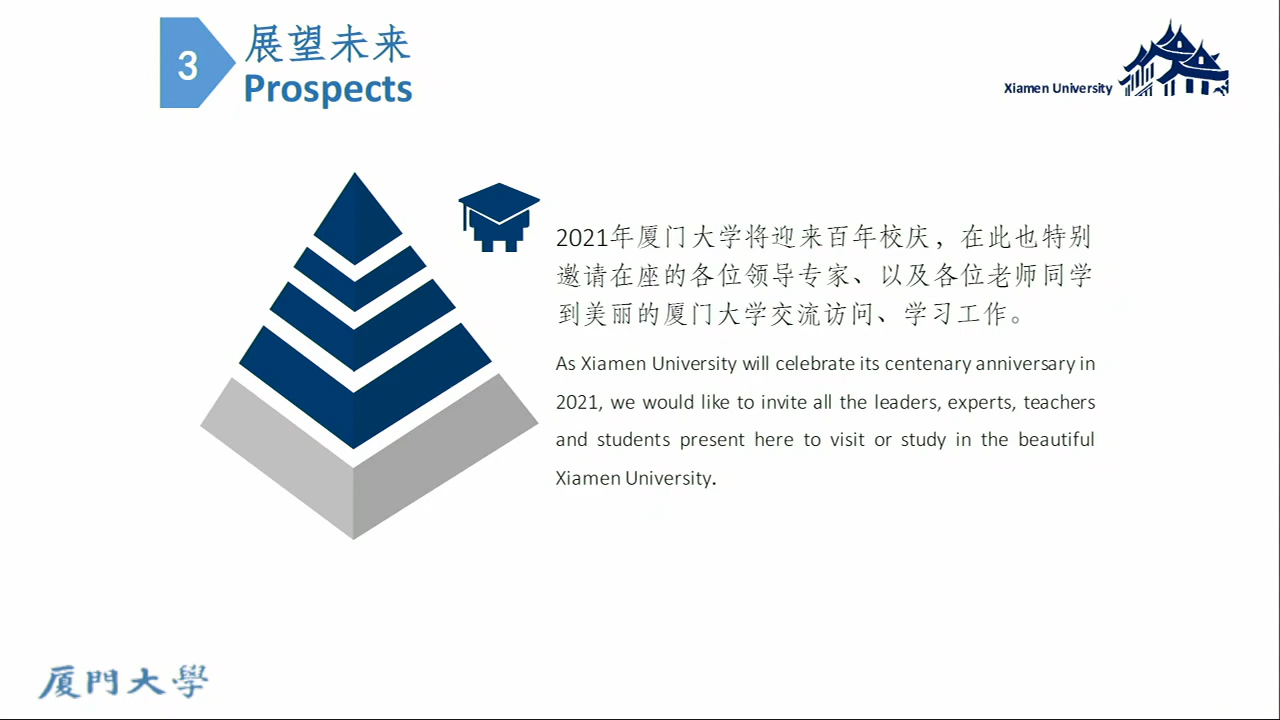 3
展望未来
Prospects
Xiamen University
2021年厦门大学将迎来百年校庆，在此也特别
邀请在座的各位领导专家、以及各位老师同学
到美丽的厦门大学交流访问、学习工作。
As Xiamen University will celebrate its centenary anniversary in
2021, we would like to invite all the leaders, experts, teachers
and students present here to visit or study in the beautiful
Xiamen University.
厦門大學